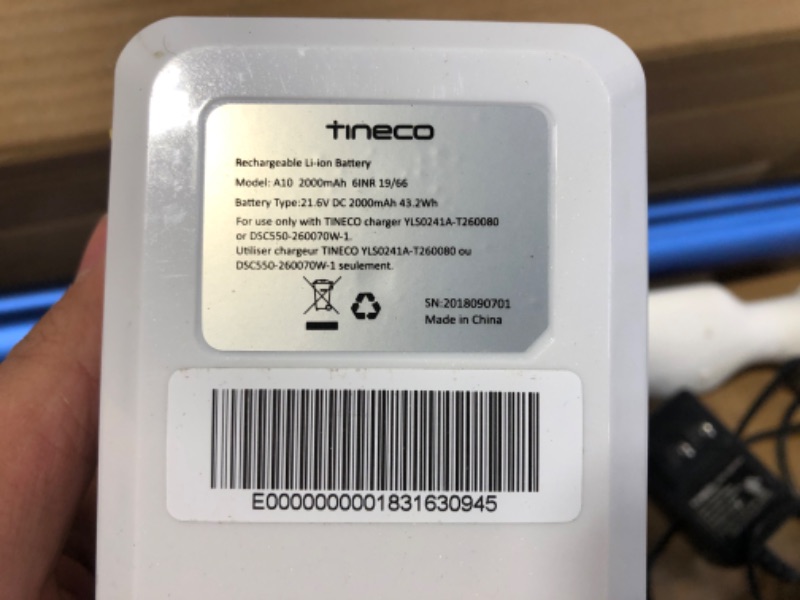 tineco
Rechargeable Li-ion Battery
Model: A10 2000mAh 6INR 19/66
Battery Type:21.6V DC 2000mAh 43.2Wh
For use only with TINECO charger YLS0241A-T260080
or DSC550-260070W-1.
Utiliser chargeur TINECO YLS0241A-T260080 ou
DSC550-260070W-1 seulement.
SN:2018090701
Made in China
E0000000001831630945